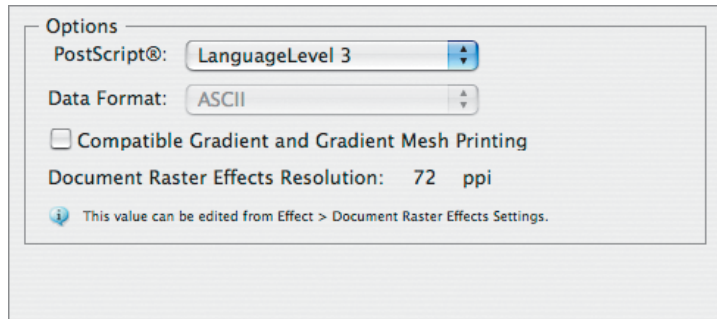 Options
PostScript®: LanguageLevel 3
Data Format: ASCII
Compatible Gradient and Gradient Mesh Printing
Document Raster Effects Resolution: 72 ppi
This value can be edited from Effect > Document Raster Effects Settings.